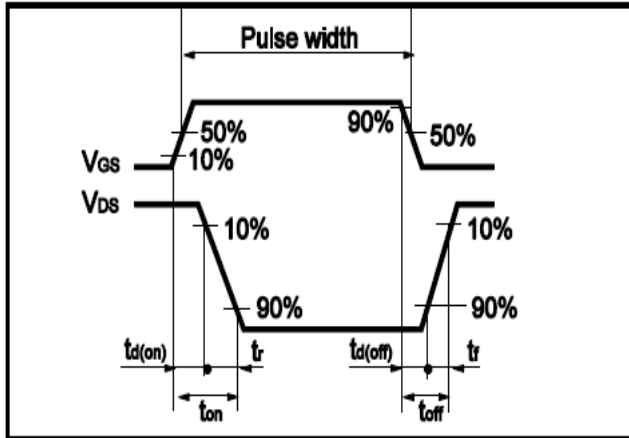 Pulse width
90%
50%
50%
10%
VGS
VDS
10%
10%
90%
90%
td(on)
tr
td(off)
tf
ton
toff